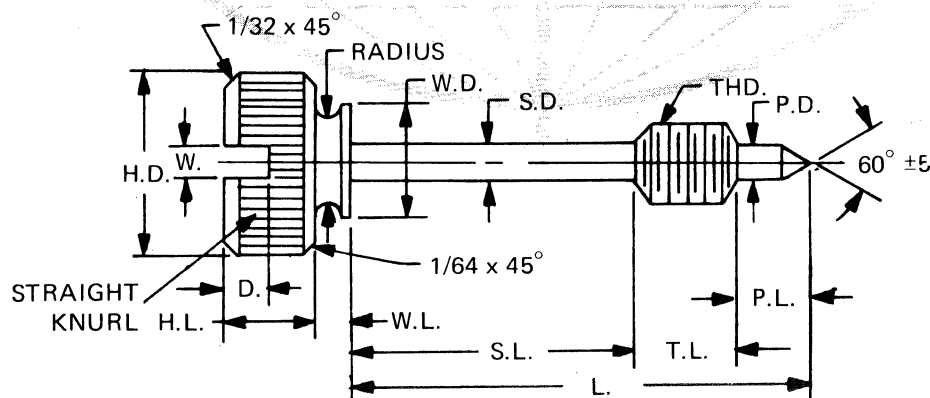 1/32 x 45°
RADIUS
W.D.
S.D.
THD.
P.D.
W.
H.D.
60° ±5
1/64 x 45°
STRAIGHT
KNURL
D.
H.L.
W.L.
P.L.
S.L.
T.L.
L.